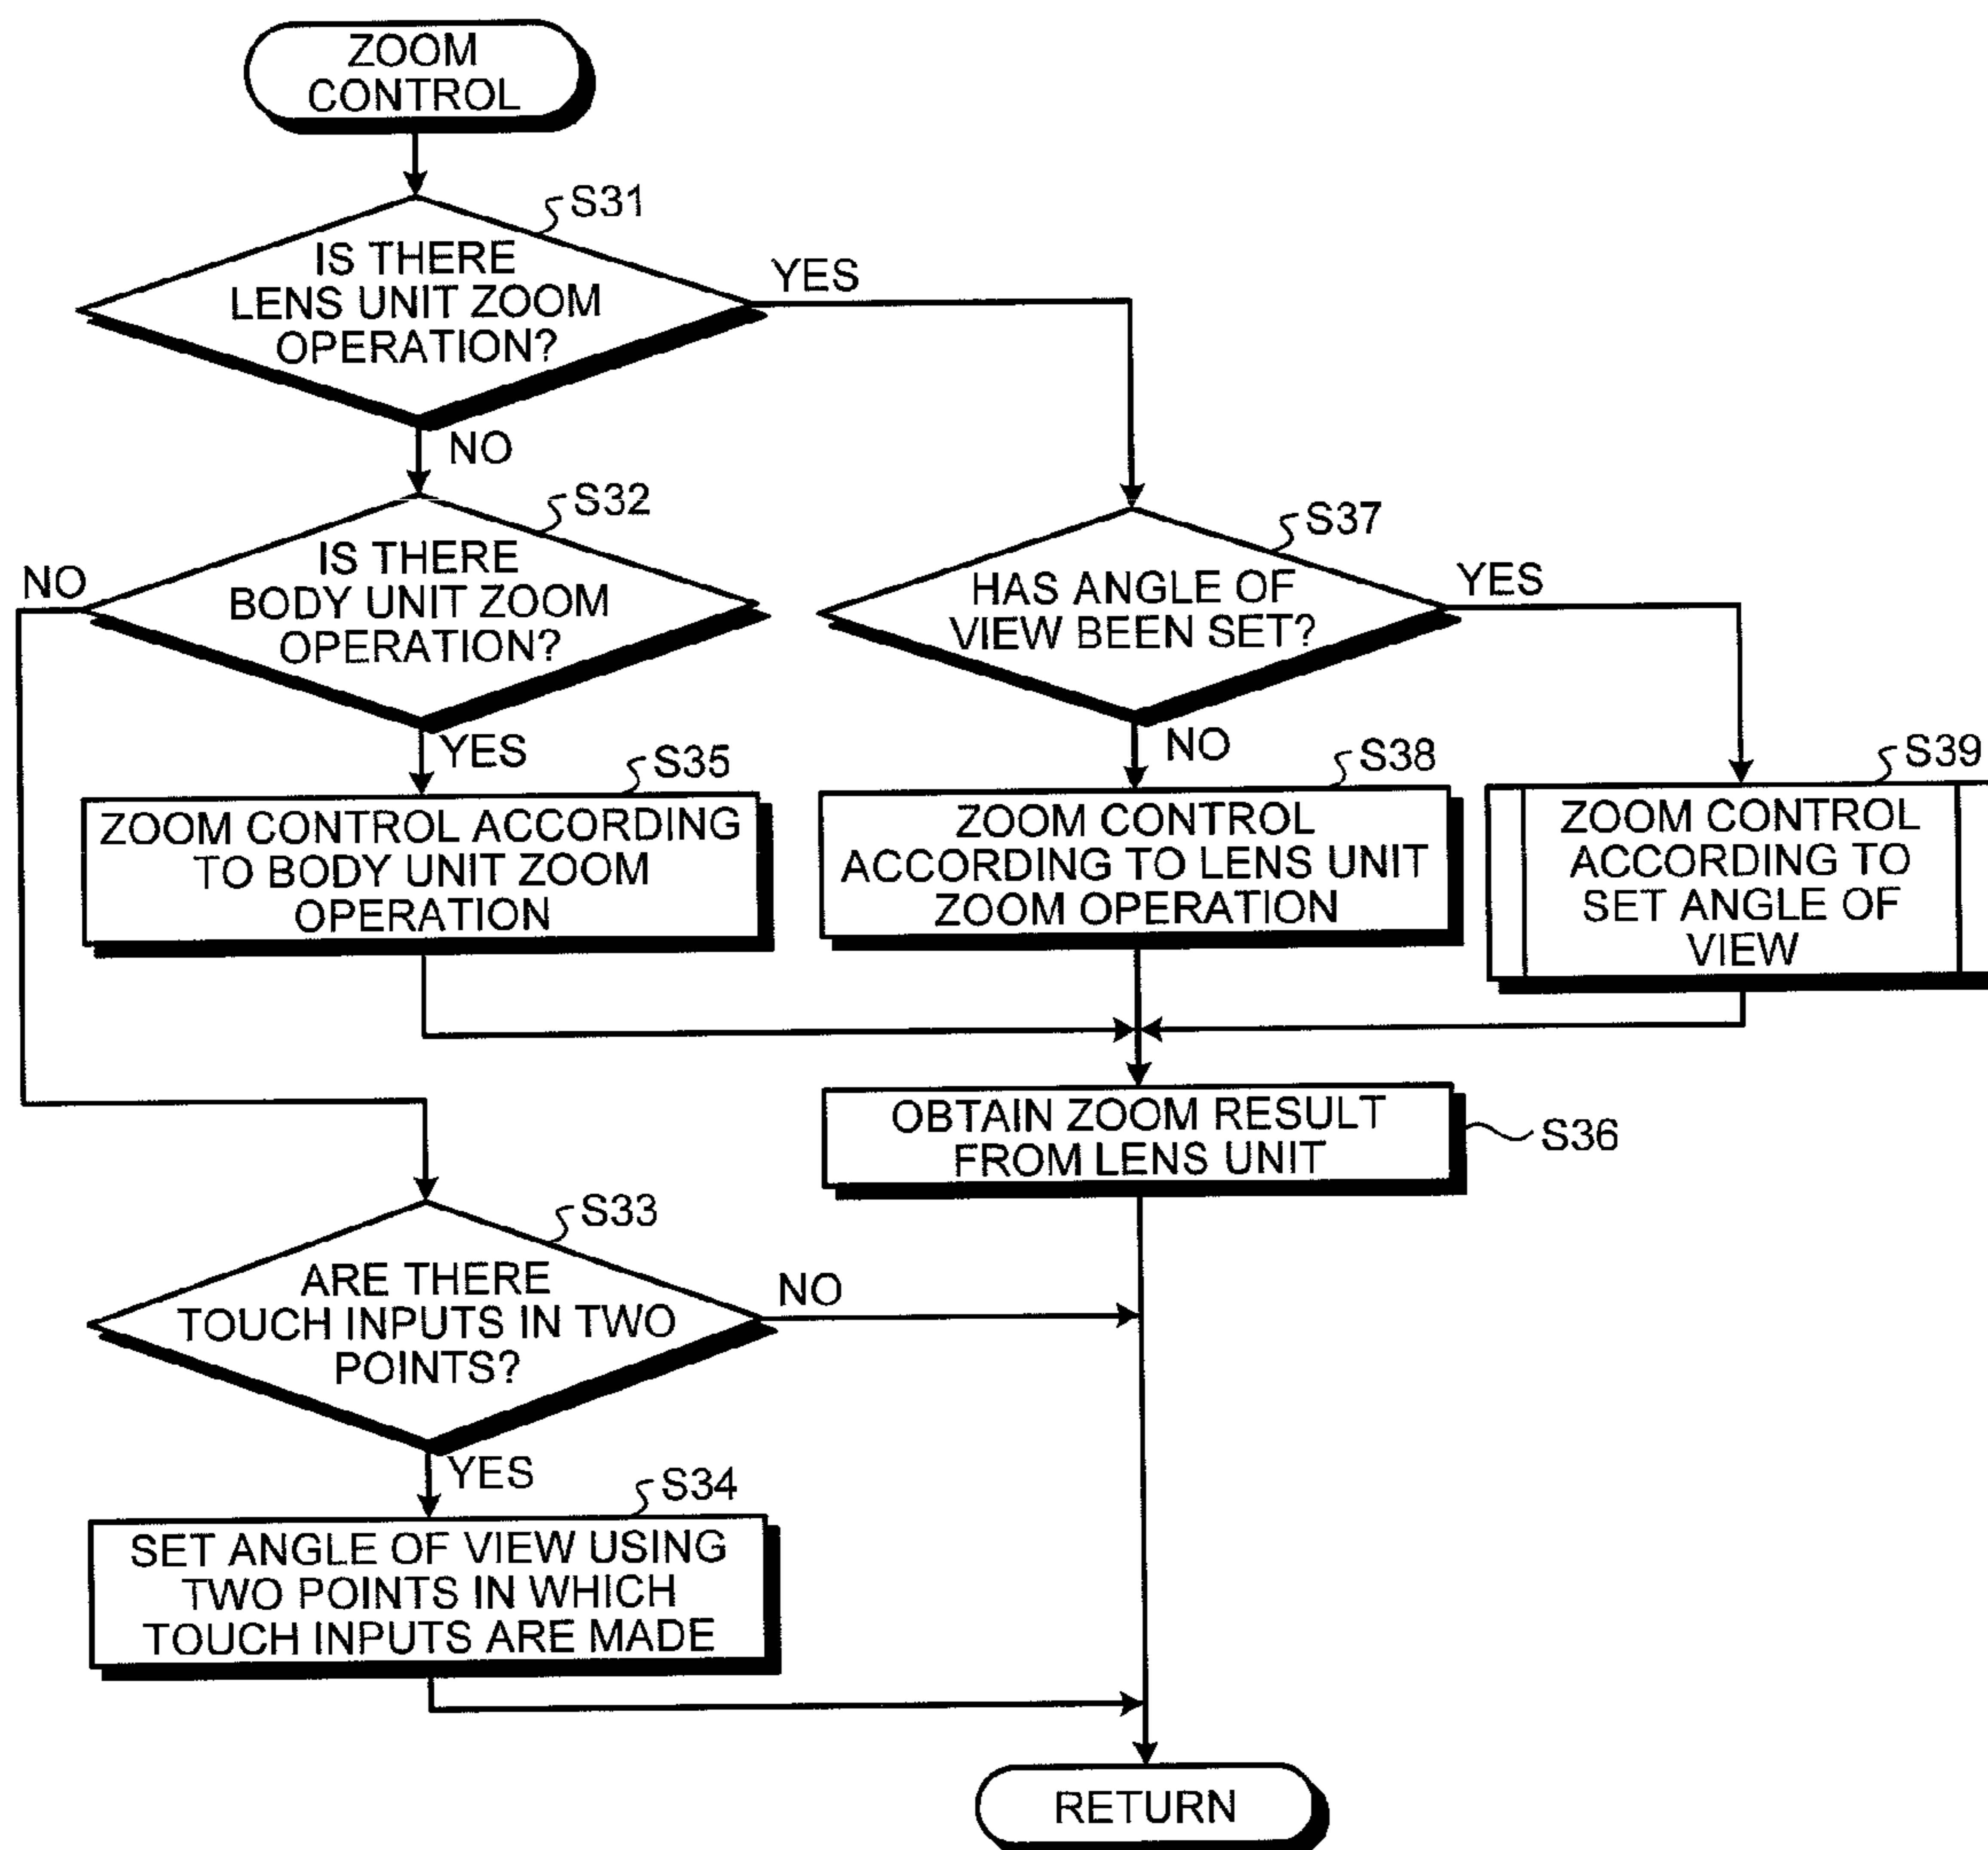 ZOOM
CONTROL
S31
IS THERE
LENS UNIT ZOOM
OPERATION?
YES
NO
S32
IS THERE
BODY UNIT ZOOM
OPERATION?
NO
YES
S37
HAS ANGLE OF
VIEW BEEN SET?
YES
NO
S35
ZOOM CONTROL ACCORDING
TO BODY UNIT ZOOM
OPERATION
S38
ZOOM CONTROL
ACCORDING TO LENS UNIT
ZOOM OPERATION
S39
ZOOM CONTROL
ACCORDING TO
SET ANGLE OF
VIEW
OBTAIN ZOOM RESULT
FROM LENS UNIT
S36
S33
ARE THERE
TOUCH INPUTS IN TWO
POINTS?
NO
YES
S34
SET ANGLE OF VIEW USING
TWO POINTS IN WHICH
TOUCH INPUTS ARE MADE
RETURN